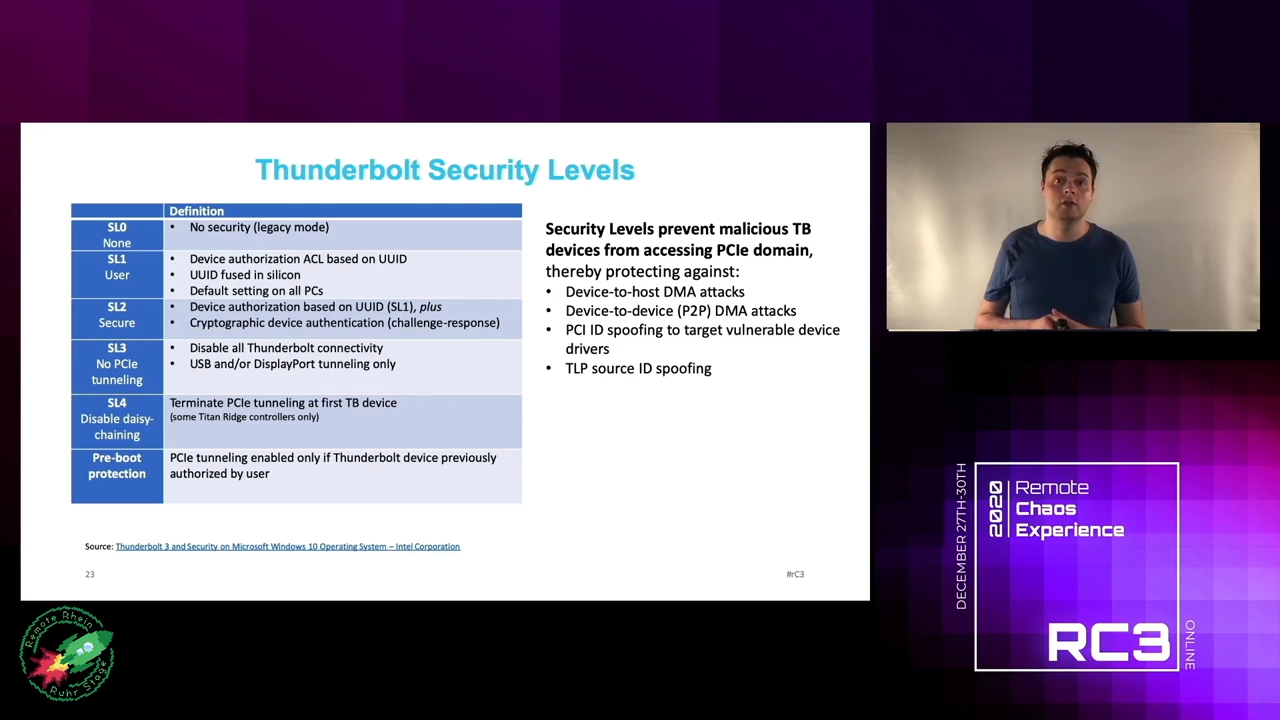 Thunderbolt Security Levels
Definition
SL0
None
• No security (legacy mode)
SL1
User
• Device authorization ACL based on UUID
• UUID fused in silicon
• Default setting on all PCs
SL2
Secure
• Device authorization based on UUID (SL1), plus
• Cryptographic device authentication (challenge-response)
SL3
No PCIe
tunneling
• Disable all Thunderbolt connectivity
• USB and/or DisplayPort tunneling only
SL4
Disable daisy-
chaining
Terminate PCIe tunneling at first TB device
(some Titan Ridge controllers only)
Pre-boot
protection
PCIe tunneling enabled only if Thunderbolt device previously
authorized by user
Security Levels prevent malicious TB
devices from accessing PCIe domain,
thereby protecting against:
• Device-to-host DMA attacks
• Device-to-device (P2P) DMA attacks
• PCI ID spoofing to target vulnerable device
drivers
• TLP source ID spoofing
Source: Thunderbolt 3 and Security on Microsoft Windows 10 Operating System – Intel Corporation
23
#rC3
Remote Rhein
Ruhr Stage
DECEMBER 27TH-30TH
2020
Remote
Chaos
Experience
RC3
ONLINE